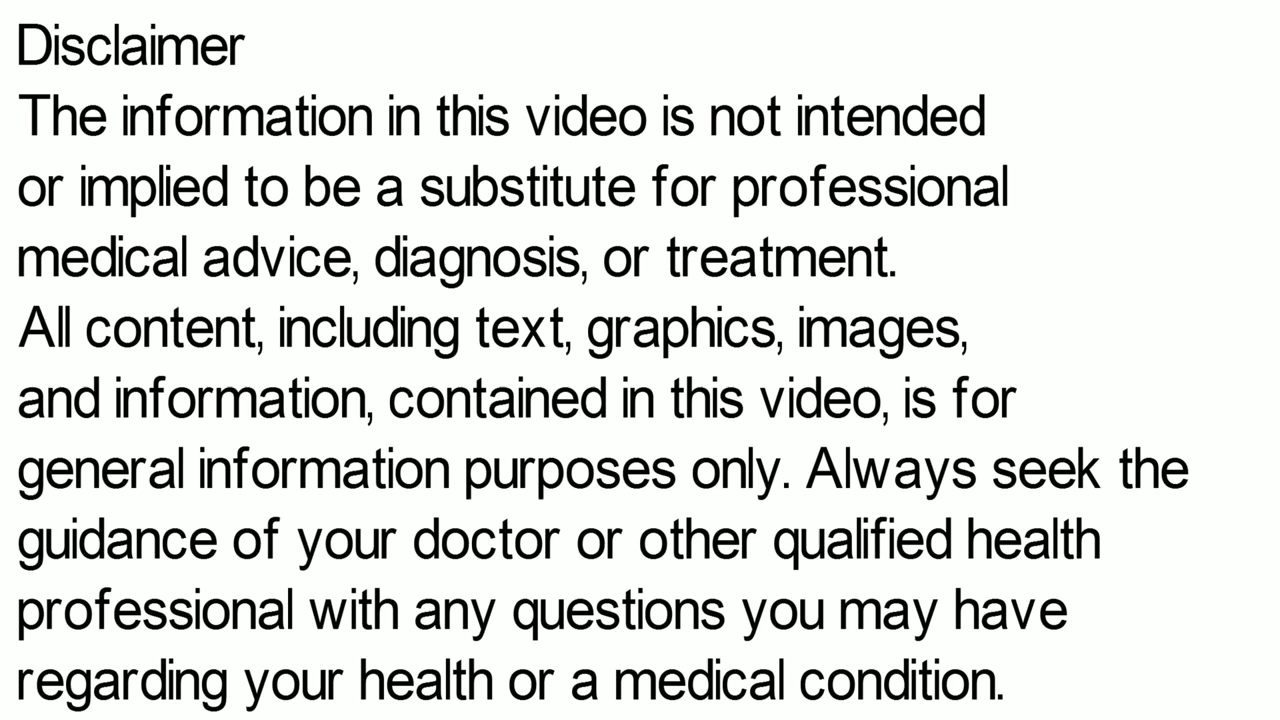 Disclaimer
The information in this video is not intended
or implied to be a substitute for professional
medical advice, diagnosis, or treatment.
All content, including text, graphics, images,
and information, contained in this video, is for
general information purposes only. Always seek the
guidance of your doctor or other qualified health
professional with any questions you may have
regarding your health or a medical condition.